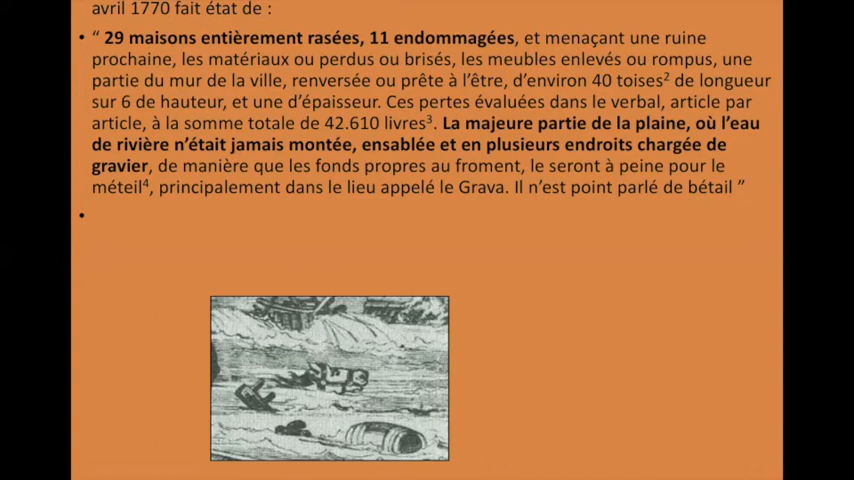 avril 1770 fait état de :
• “ 29 maisons entièrement rasées, 11 endommagées, et menaçant une ruine
prochaine, les matériaux ou perdus ou brisés, les meubles enlevés ou rompus, une
partie du mur de la ville, renversée ou prête à l’être, d’environ 40 toises² de longueur
sur 6 de hauteur, et une d’épaisseur. Ces pertes évaluées dans le verbal, article par
article, à la somme totale de 42.610 livres³. La majeure partie de la plaine, où l’eau
de rivière n’était jamais montée, ensablée et en plusieurs endroits chargée de
gravier, de manière que les fonds propres au froment, le seront à peine pour le
méteil⁴, principalement dans le lieu appelé le Grava. Il n’est point parlé de bétail ”
•